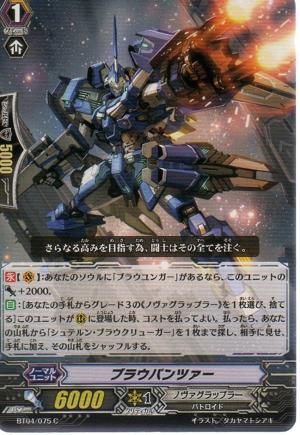 1
グレード
5000
さらなる高みを目指す為、闘士はその全てを注ぐ。
永【V】:あなたのソウルに「ブラウユンガー」があるなら、このユニットのパワー+2000。
自:[あなたの手札からグレード3の《ノヴァグラップラー》を1枚選び、捨てる] このユニットが(V)に登場した時、コストを払ってよい。払ったら、あなたの山札から「シュテルン・ブラウクリューガー」を1枚まで探し、相手に見せ、手札に加え、その山札をシャッフルする。
ノーマル
ユニット
ブラウパンツァー
パワー
6000
1
クリティカル
ノヴァグラップラー
バトロイド
BT04/075 C
イラスト/タカヤマトシアキ